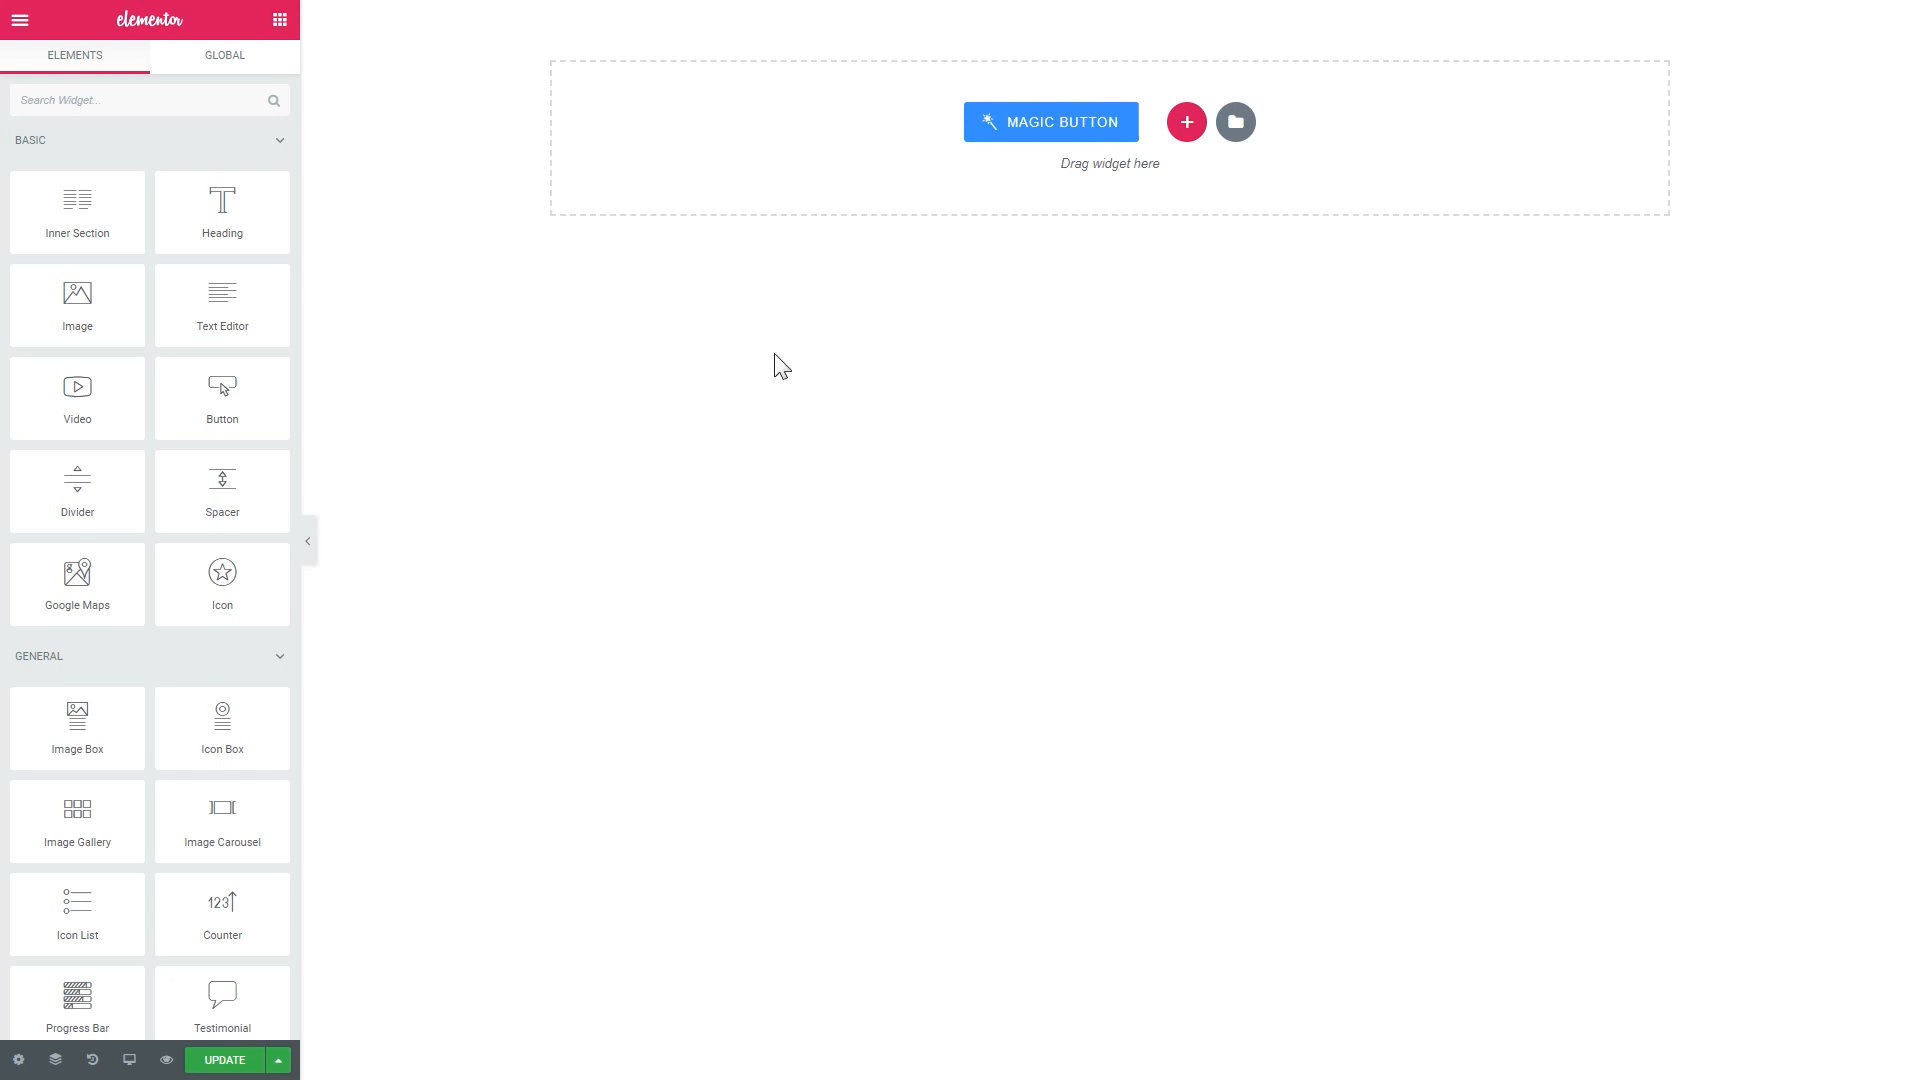 elementor
ELEMENTS
GLOBAL
Search Widget...
BASIC
Inner Section
Heading
Image
Text Editor
Video
Button
Divider
Spacer
Google Maps
Icon
GENERAL
Image Box
Icon Box
Image Gallery
Image Carousel
Icon List
123
Counter
Progress Bar
Testimonial
UPDATE
MAGIC BUTTON
Drag widget here